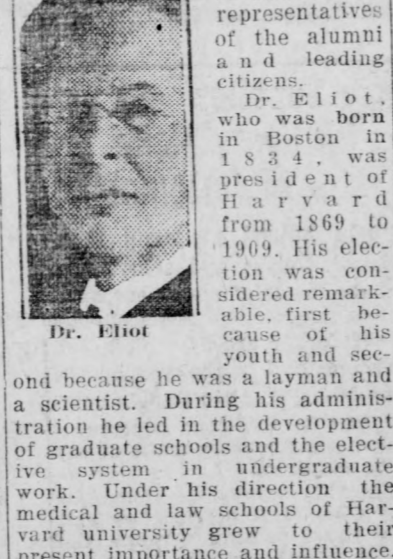 representatives
of the alumni
and leading
citizens.
Dr. Eliot,
who was born
in Boston in
1834, was
president of
Harvard
from 1869 to
1909. His elec-
tion was con-
sidered remark-
able, first be-
cause of his
youth and sec-
Dr. Eliot
ond because he was a layman and
a scientist. During his adminis-
tration he led in the development
of graduate schools and the elect-
ive system in undergraduate
work. Under his direction the
medical and law schools of Har-
vard university grew to their
present importance and influence.